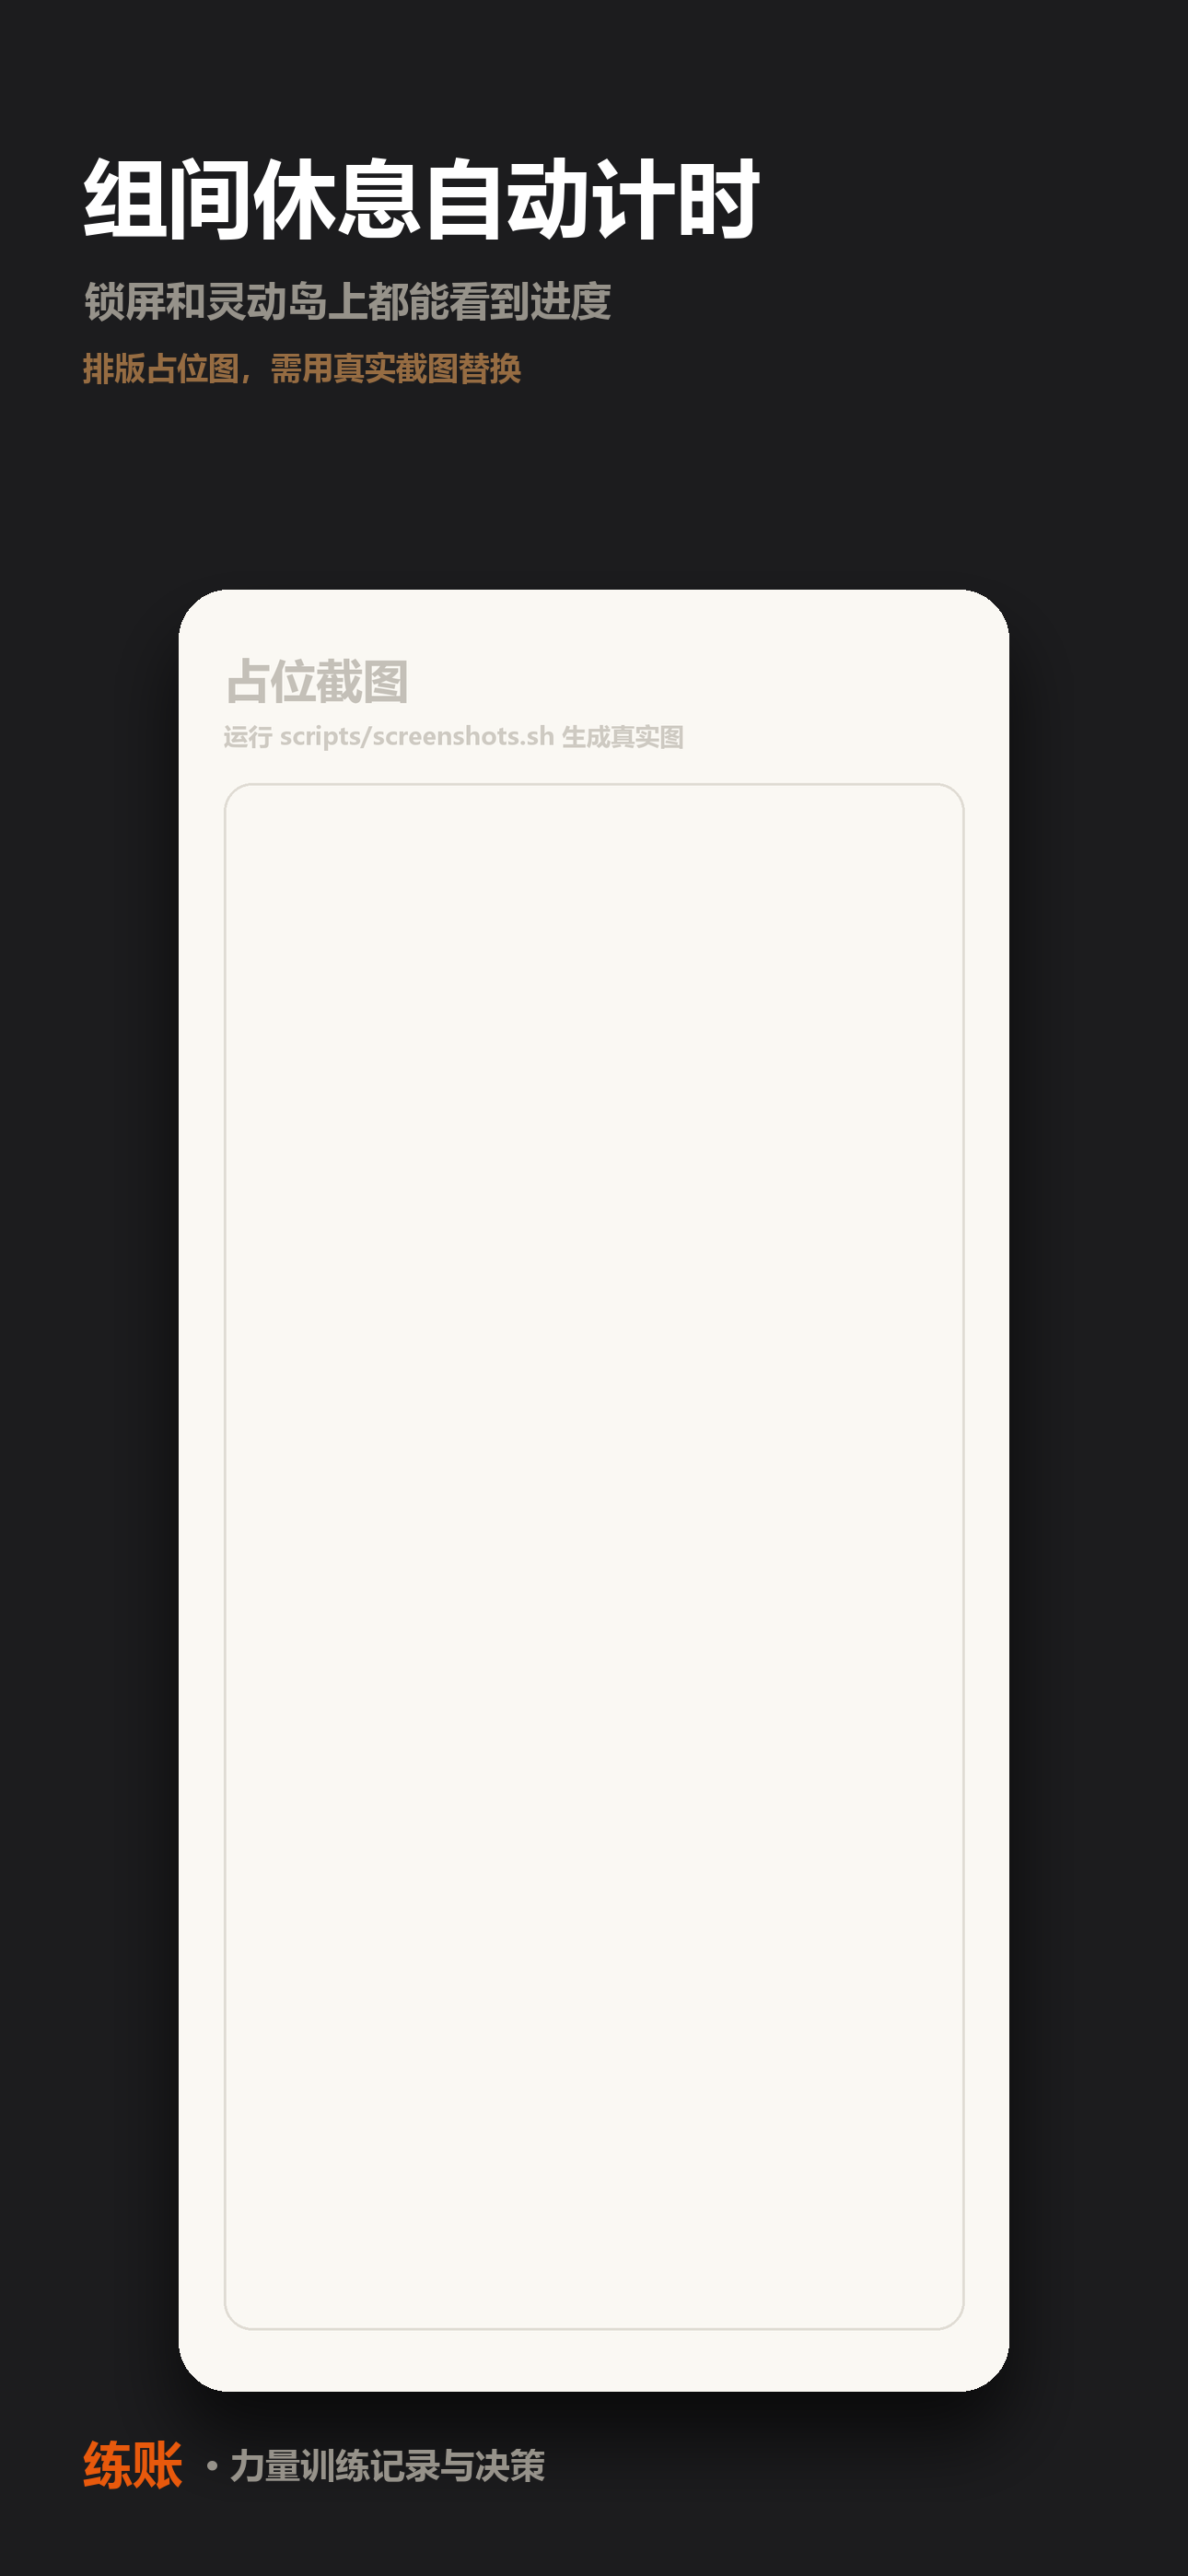 组间休息自动计时
锁屏和灵动岛上都能看到进度
排版占位图，需用真实截图替换
占位截图
运行 scripts/screenshots.sh 生成真实图
练账 · 力量训练记录与决策